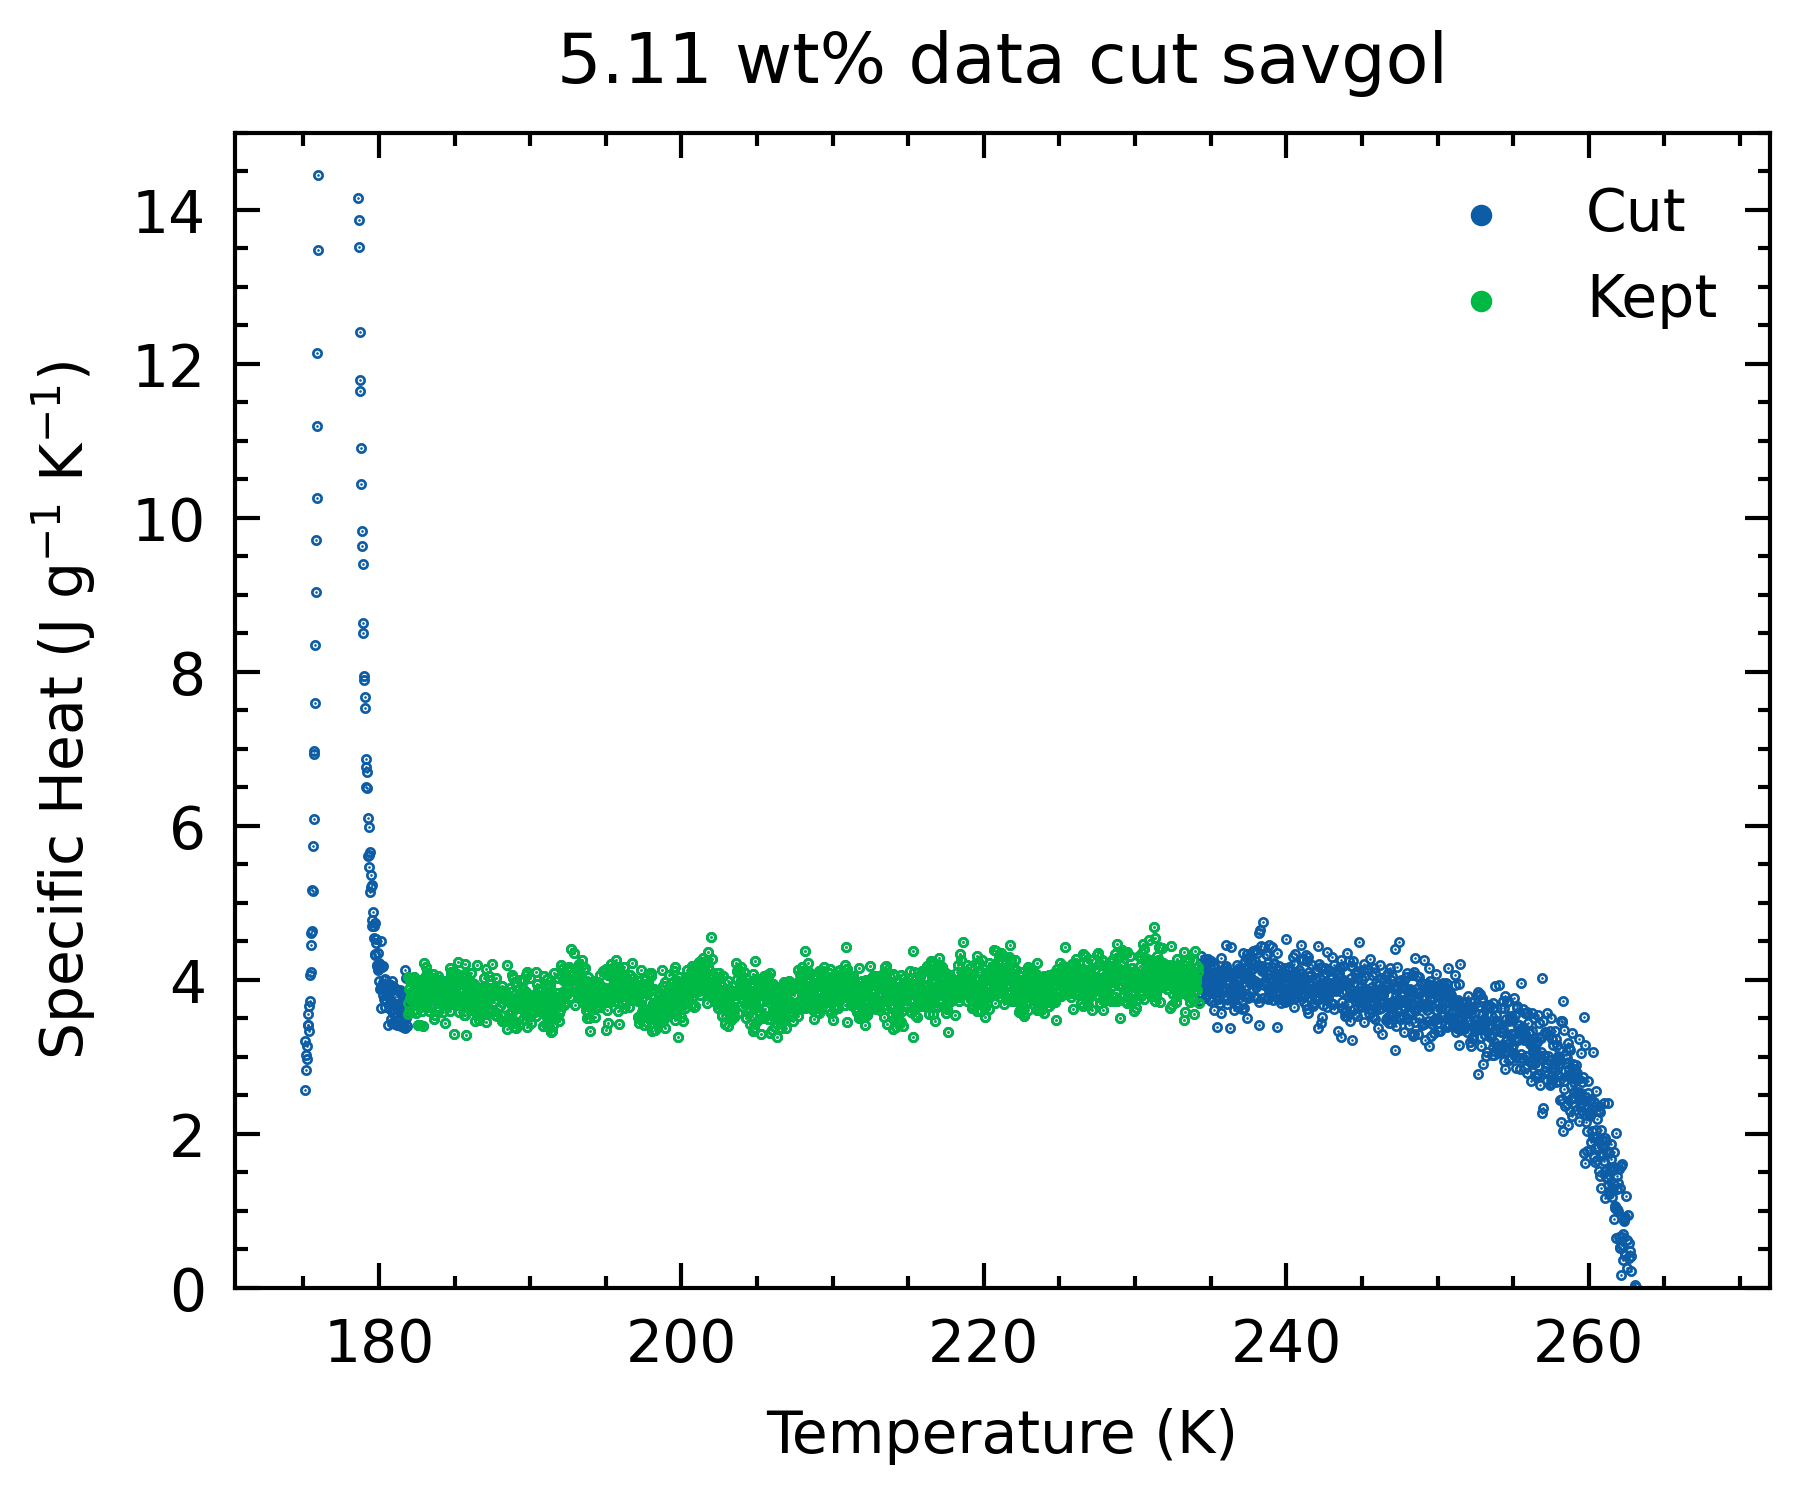 5.11 wt% data cut savgol
Cut
Kept
Specific Heat (J g⁻¹ K⁻¹)
14
12
10
8
6
4
2
0
180 200 220 240 260
Temperature (K)